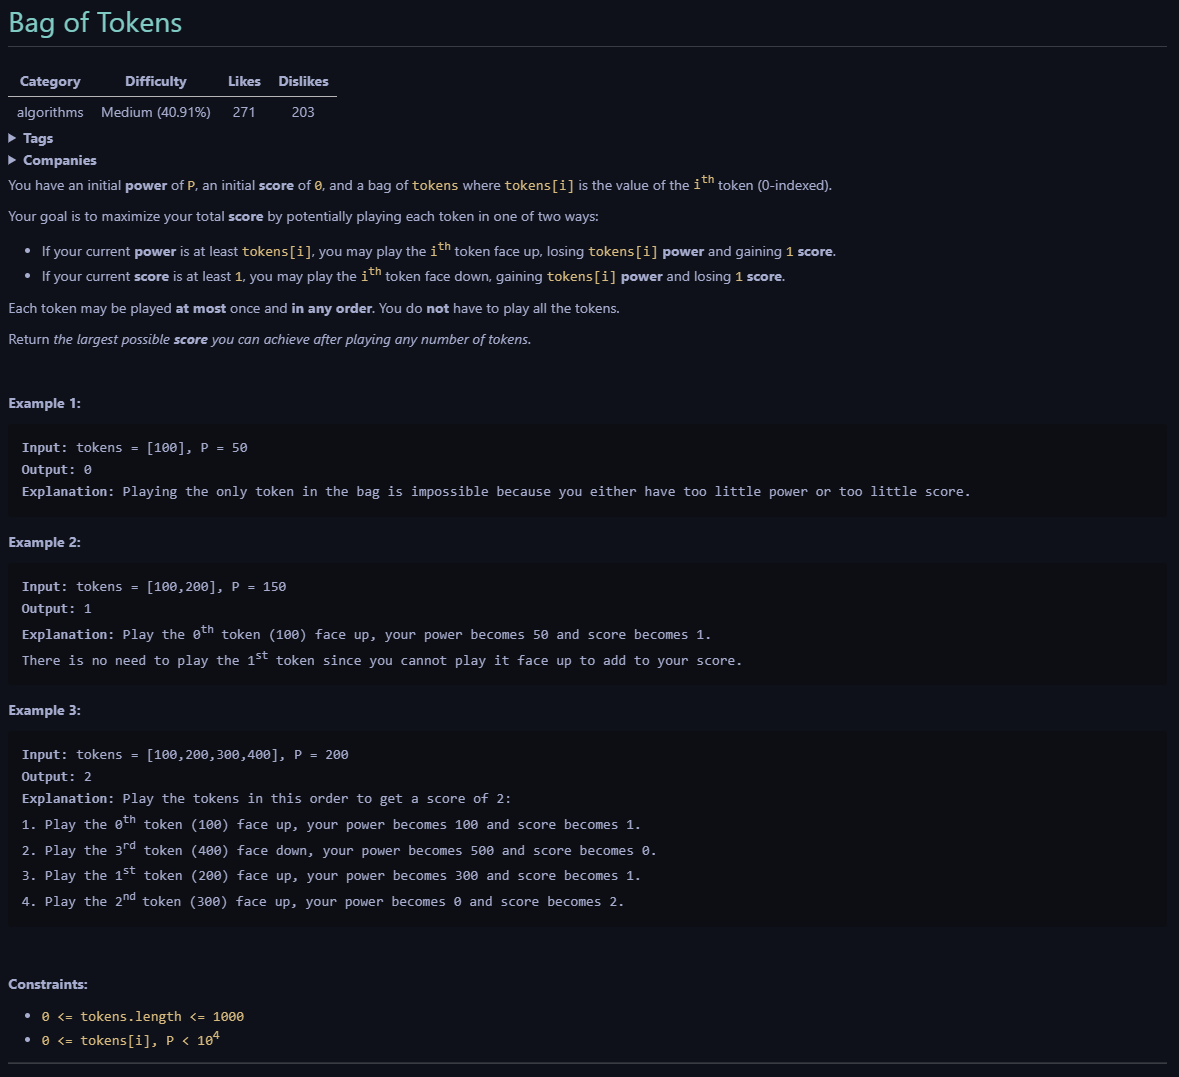 Bag of Tokens
Category Difficulty Likes Dislikes
algorithms Medium (40.91%) 271 203
▶ Tags
▶ Companies
You have an initial power of P, an initial score of 0, and a bag of tokens where tokens[i] is the value of the ith token (0-indexed).
Your goal is to maximize your total score by potentially playing each token in one of two ways:
• If your current power is at least tokens[i], you may play the ith token face up, losing tokens[i] power and gaining 1 score.
• If your current score is at least 1, you may play the ith token face down, gaining tokens[i] power and losing 1 score.
Each token may be played at most once and in any order. You do not have to play all the tokens.
Return the largest possible score you can achieve after playing any number of tokens.
Example 1:
Input: tokens = [100], P = 50
Output: 0
Explanation: Playing the only token in the bag is impossible because you either have too little power or too little score.
Example 2:
Input: tokens = [100,200], P = 150
Output: 1
Explanation: Play the 0th token (100) face up, your power becomes 50 and score becomes 1.
There is no need to play the 1st token since you cannot play it face up to add to your score.
Example 3:
Input: tokens = [100,200,300,400], P = 200
Output: 2
Explanation: Play the tokens in this order to get a score of 2:
1. Play the 0th token (100) face up, your power becomes 100 and score becomes 1.
2. Play the 3rd token (400) face down, your power becomes 500 and score becomes 0.
3. Play the 1st token (200) face up, your power becomes 300 and score becomes 1.
4. Play the 2nd token (300) face up, your power becomes 0 and score becomes 2.
Constraints:
• 0 <= tokens.length <= 1000
• 0 <= tokens[i], P < 10^4